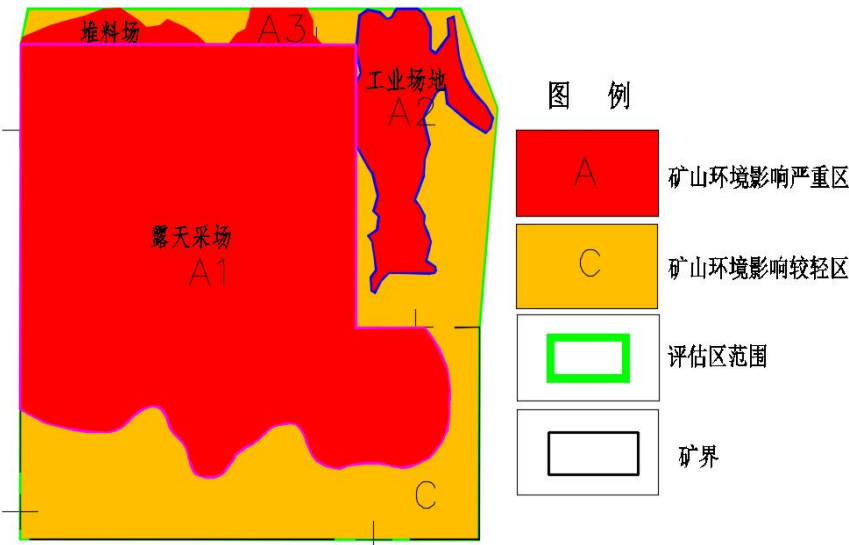 堆料场
A3
工业场地
A2
露天采场
A1
C
图 例
A
矿山环境影响严重区
C
矿山环境影响较轻区
评估区范围
矿界